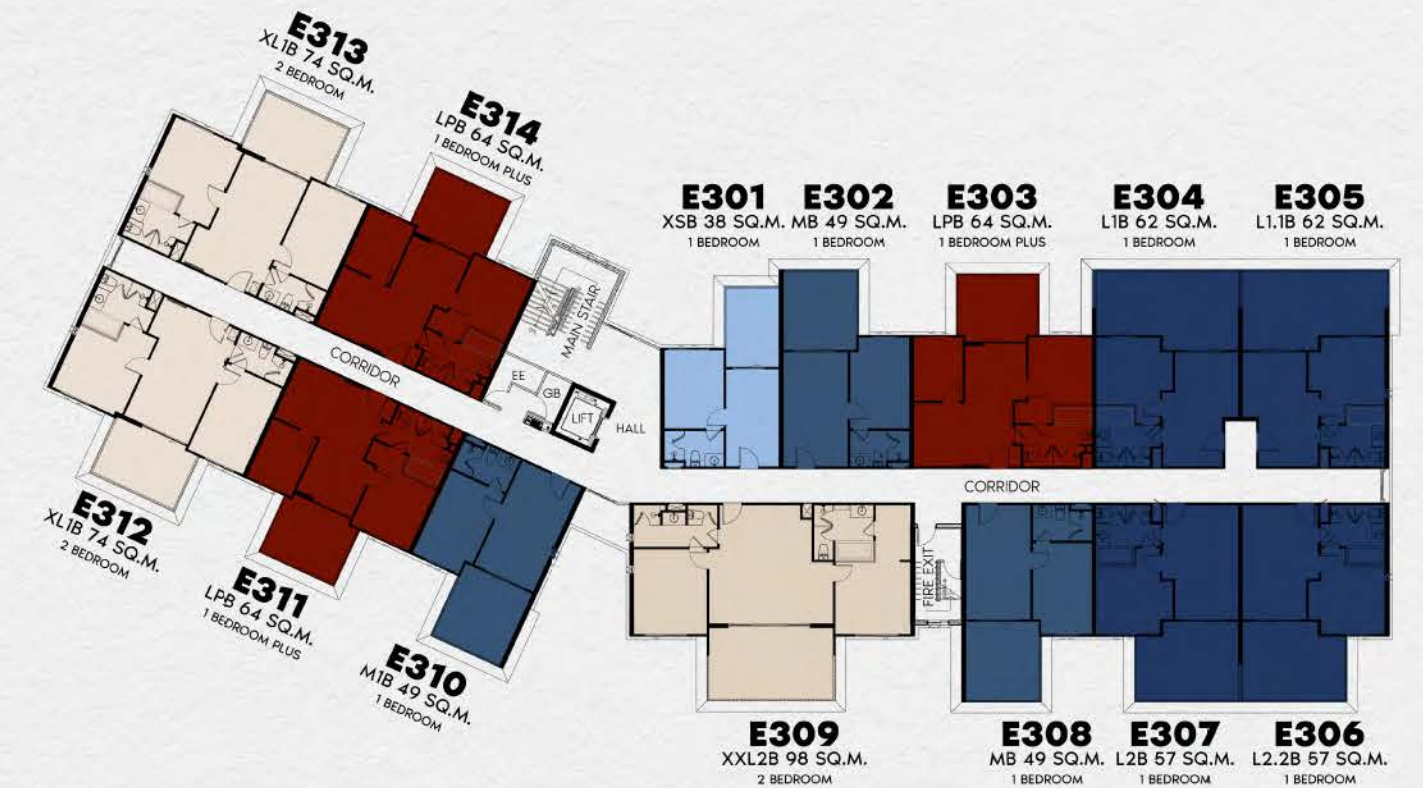 E313
XL1B 74 SQ.M.
2 BEDROOM
E314
LPB 64 SQ.M.
1 BEDROOM PLUS
E301
XSB 38 SQ.M.
1 BEDROOM
E302
MB 49 SQ.M.
1 BEDROOM
E303
LPB 64 SQ.M.
1 BEDROOM PLUS
E304
L1B 62 SQ.M.
1 BEDROOM
E305
L1.1B 62 SQ.M.
1 BEDROOM
MAIN STAIR
CORRIDOR
EE
GB
LIFT
HALL
CORRIDOR
FIRE EXIT
E312
XL1B 74 SQ.M.
2 BEDROOM
E311
LPB 64 SQ.M.
1 BEDROOM PLUS
E310
M1B 49 SQ.M.
1 BEDROOM
E309
XXL2B 98 SQ.M.
2 BEDROOM
E308
MB 49 SQ.M.
1 BEDROOM
E307
L2B 57 SQ.M.
1 BEDROOM
E306
L2.2B 57 SQ.M.
1 BEDROOM